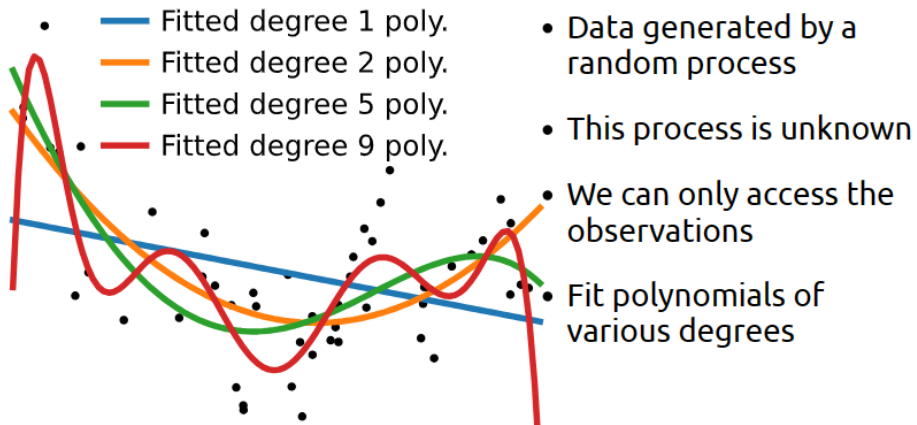 Fitted degree 1 poly.
Fitted degree 2 poly.
Fitted degree 5 poly.
Fitted degree 9 poly.
• Data generated by a
random process
• This process is unknown
• We can only access the
observations
• Fit polynomials of
various degrees